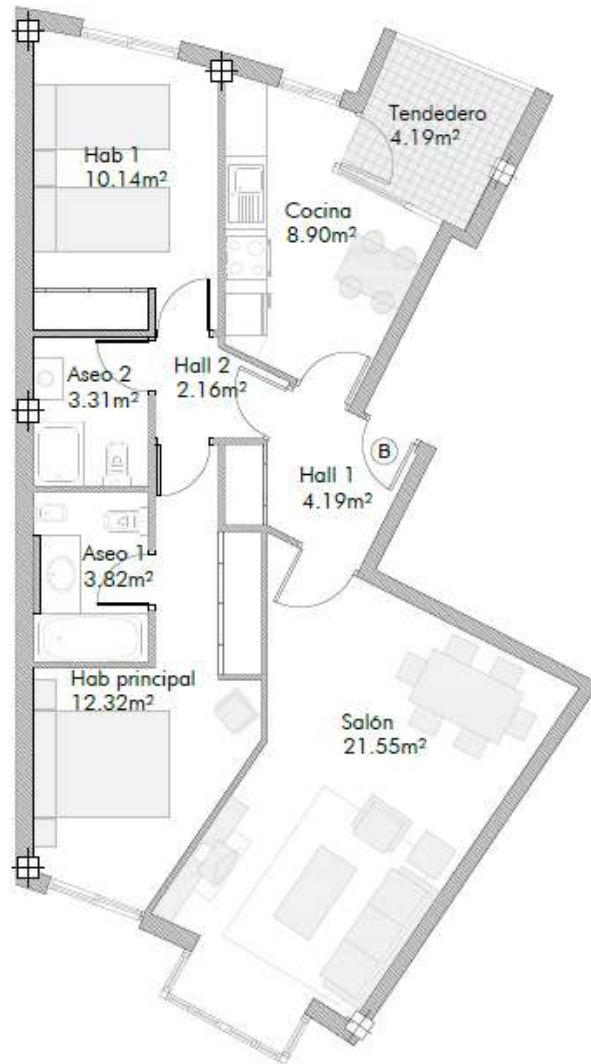 Tendedero
4.19m²
Hab 1
10.14m²
Cocina
8.90m²
Hall 2
2.16m²
Aseo 2
3.31m²
B
Hall 1
4.19m²
Aseo 1
3.82m²
Hab principal
12.32m²
Salón
21.55m²